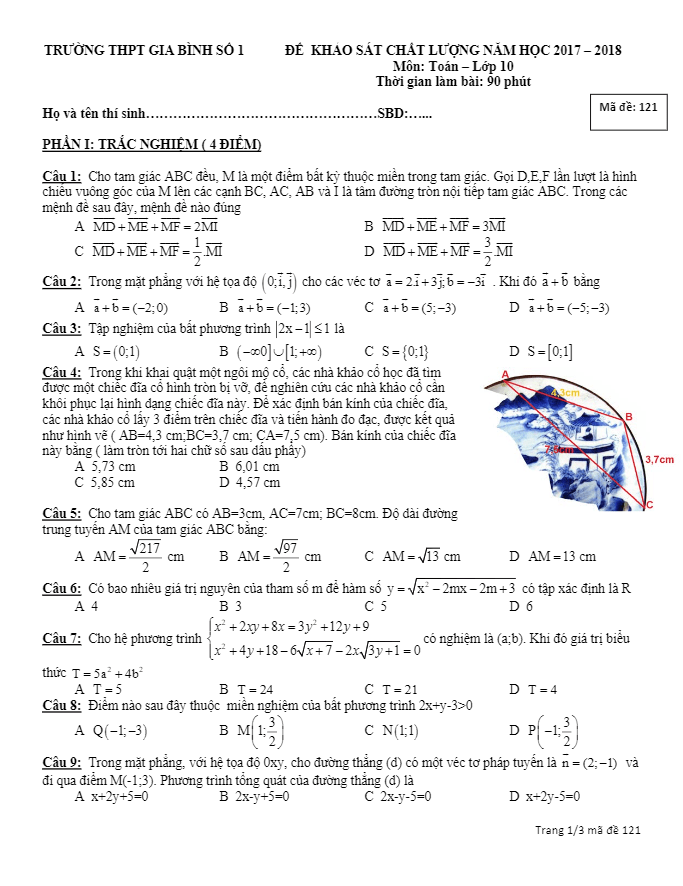 TRƯỜNG THPT GIA BÌNH SỐ 1 ĐỀ KHẢO SÁT CHẤT LƯỢNG NĂM HỌC 2017 – 2018
Môn: Toán – Lớp 10
Thời gian làm bài: 90 phút
Họ và tên thí sinh……………………………………………SBD:…... Mã đề: 121
PHẦN I: TRẮC NGHIỆM ( 4 ĐIỂM)
Câu 1: Cho tam giác ABC đều, M là một điểm bất kỳ thuộc miền trong tam giác. Gọi D,E,F lần lượt là hình
chiếu vuông góc của M lên các cạnh BC, AC, AB và I là tâm đường tròn nội tiếp tam giác ABC. Trong các
mệnh đề sau đây, mệnh đề nào đúng
A $\overline{MD}+\overline{ME}+\overline{MF}=2\overline{MI}$ B $\overline{MD}+\overline{ME}+\overline{MF}=3\overline{MI}$
C $\overline{MD}+\overline{ME}+\overline{MF}=\frac{1}{2}.\overline{MI}$ D $\overline{MD}+\overline{ME}+\overline{MF}=\frac{3}{2}.\overline{MI}$
Câu 2: Trong mặt phẳng với hệ tọa độ $(0;\vec{i},\vec{j})$ cho các véc tơ $\vec{a}=2.\vec{i}+3\vec{j};\vec{b}=-3\vec{i}$ . Khi đó $\vec{a}+\vec{b}$ bằng
A $\vec{a}+\vec{b}=(-2;0)$ B $\vec{a}+\vec{b}=(-1;3)$ C $\vec{a}+\vec{b}=(5;-3)$ D $\vec{a}+\vec{b}=(-5;-3)$
Câu 3: Tập nghiệm của bất phương trình $|2x-1|\leq 1$ là
A $S=(0;1)$ B $(-\infty 0]\cup[1;+\infty)$ C $S=\{0;1\}$ D $S=[0;1]$
Câu 4: Trong khi khai quật một ngôi mộ cổ, các nhà khảo cổ học đã tìm
được một chiếc đĩa cổ hình tròn bị vỡ, để nghiên cứu các nhà khảo cổ cần
khôi phục lại hình dạng chiếc đĩa này. Để xác định bán kính của chiếc đĩa,
các nhà khảo cổ lấy 3 điểm trên chiếc đĩa và tiến hành đo đạc, được kết quả
như hình vẽ ( AB=4,3 cm;BC=3,7 cm; CA=7,5 cm). Bán kính của chiếc đĩa
này bằng ( làm tròn tới hai chữ số sau dấu phẩy)
A 5,73 cm B 6,01 cm
C 5,85 cm D 4,57 cm
A
4,3cm
B
7,5cm
3,7cm
C
Câu 5: Cho tam giác ABC có AB=3cm, AC=7cm; BC=8cm. Độ dài đường
trung tuyến AM của tam giác ABC bằng:
A $AM=\frac{\sqrt{217}}{2}$ cm B $AM=\frac{\sqrt{97}}{2}$ cm C $AM=\sqrt{13}$ cm D AM=13 cm
Câu 6: Có bao nhiêu giá trị nguyên của tham số m để hàm số $y=\sqrt{x^2-2mx-2m+3}$ có tập xác định là R
A 4 B 3 C 5 D 6
Câu 7: Cho hệ phương trình $\begin{cases}x^2+2xy+8x=3y^2+12y+9\\x^2+4y+18-6\sqrt{x+7}-2x\sqrt{3y+1}=0\end{cases}$ có nghiệm là (a;b). Khi đó giá trị biểu
thức $T=5a^2+4b^2$
A T=5 B T=24 C T=21 D T=4
Câu 8: Điểm nào sau đây thuộc miền nghiệm của bất phương trình 2x+y-3>0
A $Q(-1;-3)$ B $M\left(1;\frac{3}{2}\right)$ C $N(1;1)$ D $P\left(-1;\frac{3}{2}\right)$
Câu 9: Trong mặt phẳng, với hệ tọa độ 0xy, cho đường thẳng (d) có một véc tơ pháp tuyến là $\vec{n}=(2;-1)$ và
đi qua điểm M(-1;3). Phương trình tổng quát của đường thẳng (d) là
A x+2y+5=0 B 2x-y+5=0 C 2x-y-5=0 D x+2y-5=0
Trang 1/3 mã đề 121